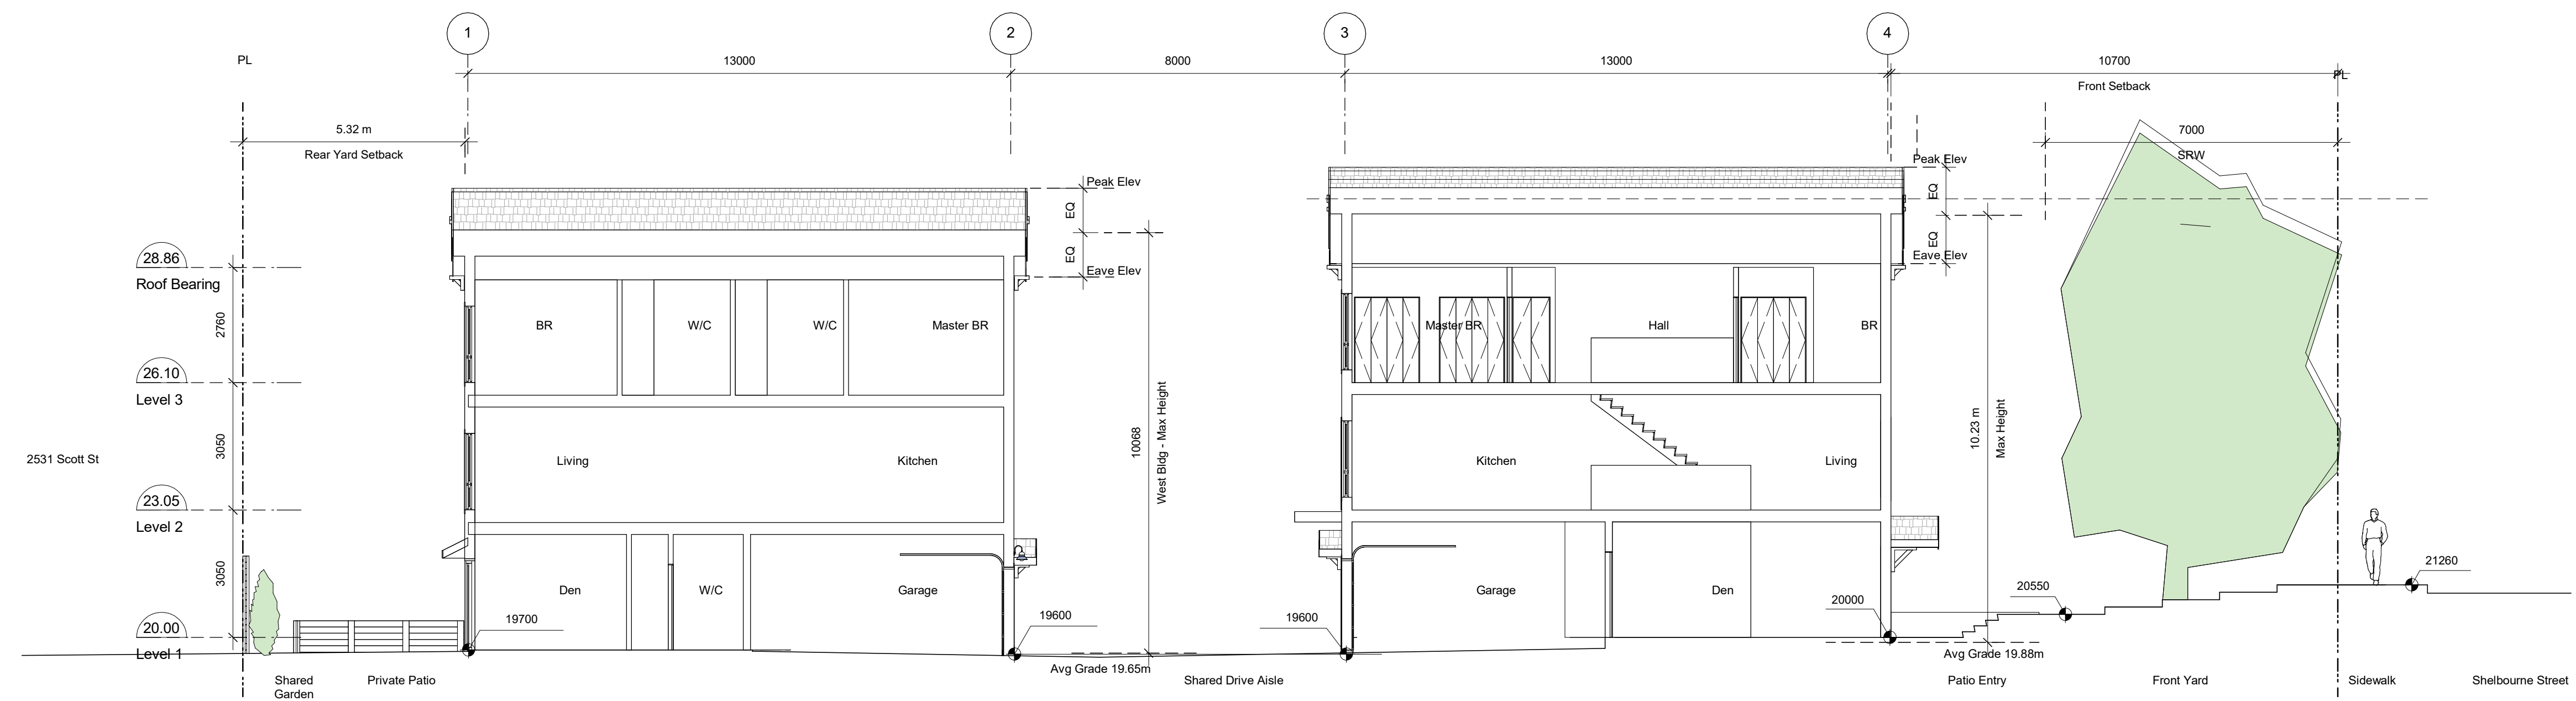 1
2
3
4
PL
13000
8000
13000
10700
PL
Front Setback
5.32 m
Rear Yard Setback
7000
SRW
Peak Elev
EQ
EQ
Eave Elev
Peak Elev
EQ
EQ
Eave Elev
28.86
Roof Bearing
2760
26.10
Level 3
3050
23.05
Level 2
3050
20.00
Level 1
2531 Scott St
BR
W/C
W/C
Master BR
Master BR
Hall
BR
Living
Kitchen
Kitchen
Living
Den
W/C
Garage
Garage
Den
10068
West Bldg - Max Height
10.23 m
Max Height
19700
19600
19600
20000
20550
21260
Avg Grade 19.65m
Avg Grade 19.88m
Shared
Garden
Private Patio
Shared Drive Aisle
Patio Entry
Front Yard
Sidewalk
Shelbourne Street